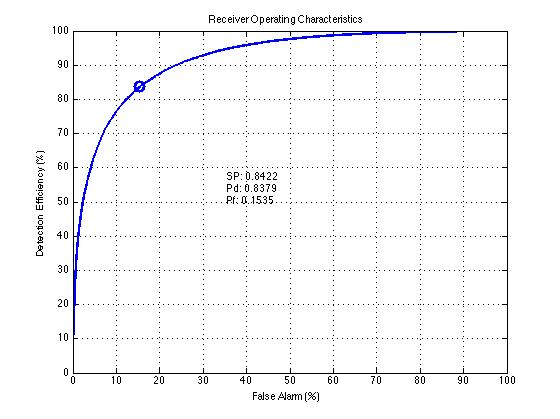 Receiver Operating Characteristics
100
90
80
70
60
50
40
30
20
10
0
Detection Efficiency (%)
SP: 0.8422
Pd: 0.8379
Pf: 0.1535
0 10 20 30 40 50 60 70 80 90 100
False Alarm (%)